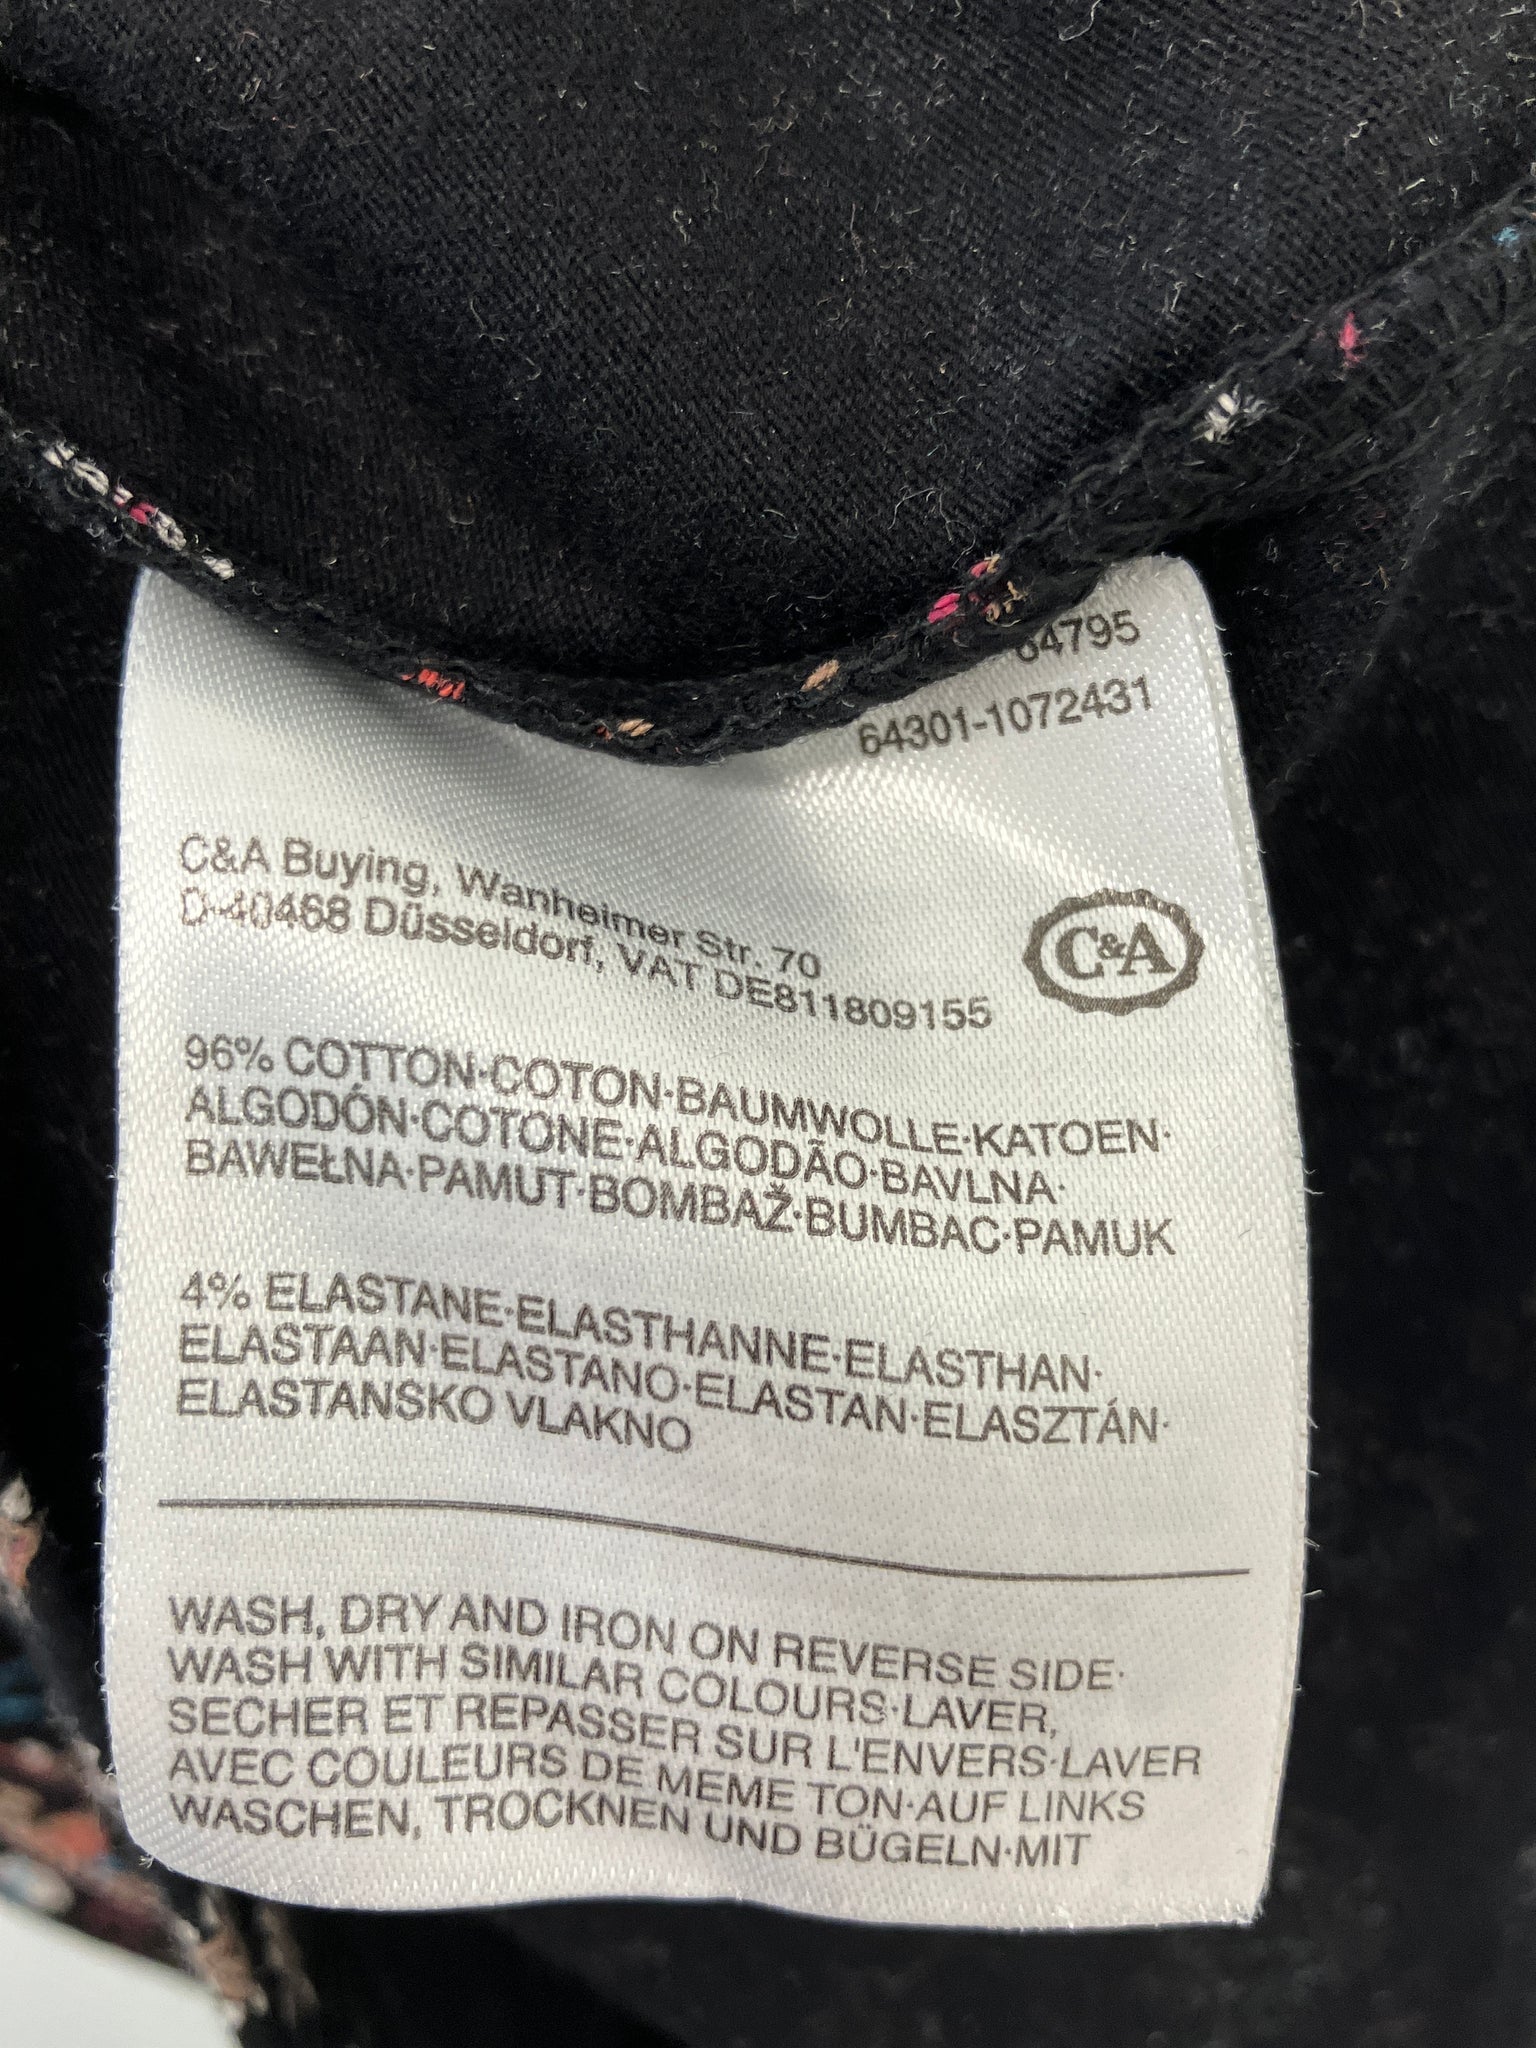 64795
64301-1072431
C&A Buying, Wanheimer Str. 70
D-40468 Düsseldorf, VAT DE811809155
C&A
96% COTTON·COTON·BAUMWOLLE·KATOEN·
ALGODÓN·COTONE·ALGODÃO·BAVLNA·
BAWEŁNA·PAMUT·BOMBAŽ·BUMBAC·PAMUK
4% ELASTANE·ELASTHANNE·ELASTHAN·
ELASTAAN·ELASTANO·ELASTAN·ELASZTÁN·
ELASTANSKO VLAKNO
WASH, DRY AND IRON ON REVERSE SIDE·
WASH WITH SIMILAR COLOURS·LAVER,
SECHER ET REPASSER SUR L'ENVERS·LAVER
AVEC COULEURS DE MEME TON·AUF LINKS
WASCHEN, TROCKNEN UND BÜGELN·MIT